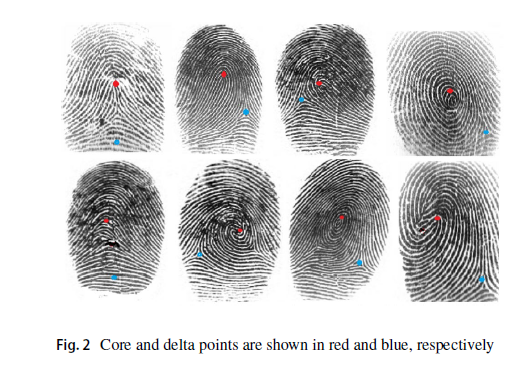 Fig. 2 Core and delta points are shown in red and blue, respectively